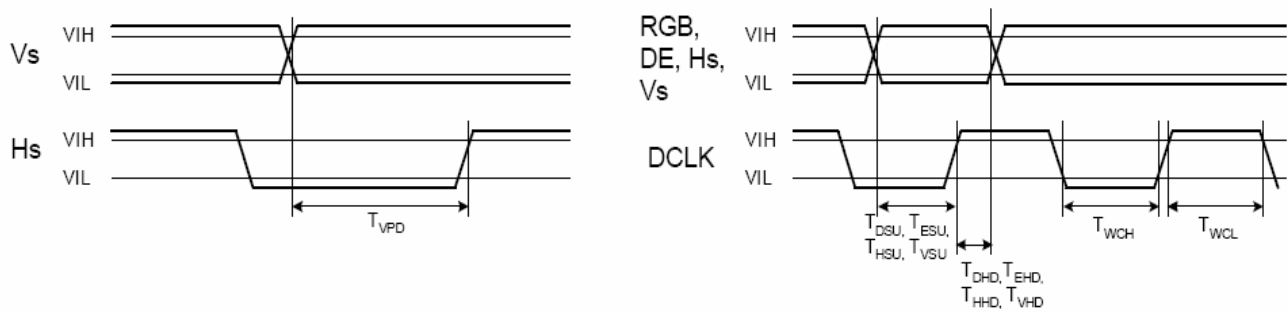 Vs
VIH
VIL
Hs
VIH
VIL
TVPD
RGB,
DE, Hs,
Vs
VIH
VIL
DCLK
VIH
VIL
TDSU, TESU,
THSU, TVSU
TDHD, TEHD,
THHD, TVHD
TWCH
TWCL